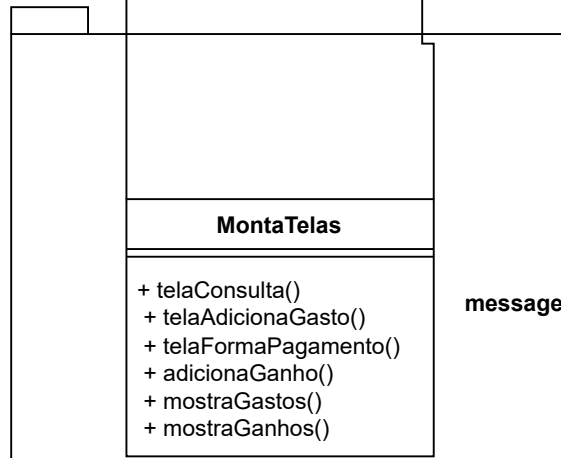 MontaTelas
+ telaConsulta()
+ telaAdicionaGasto()
+ telaFormaPagamento()
+ adicionaGanho()
+ mostraGastos()
+ mostraGanhos()
message